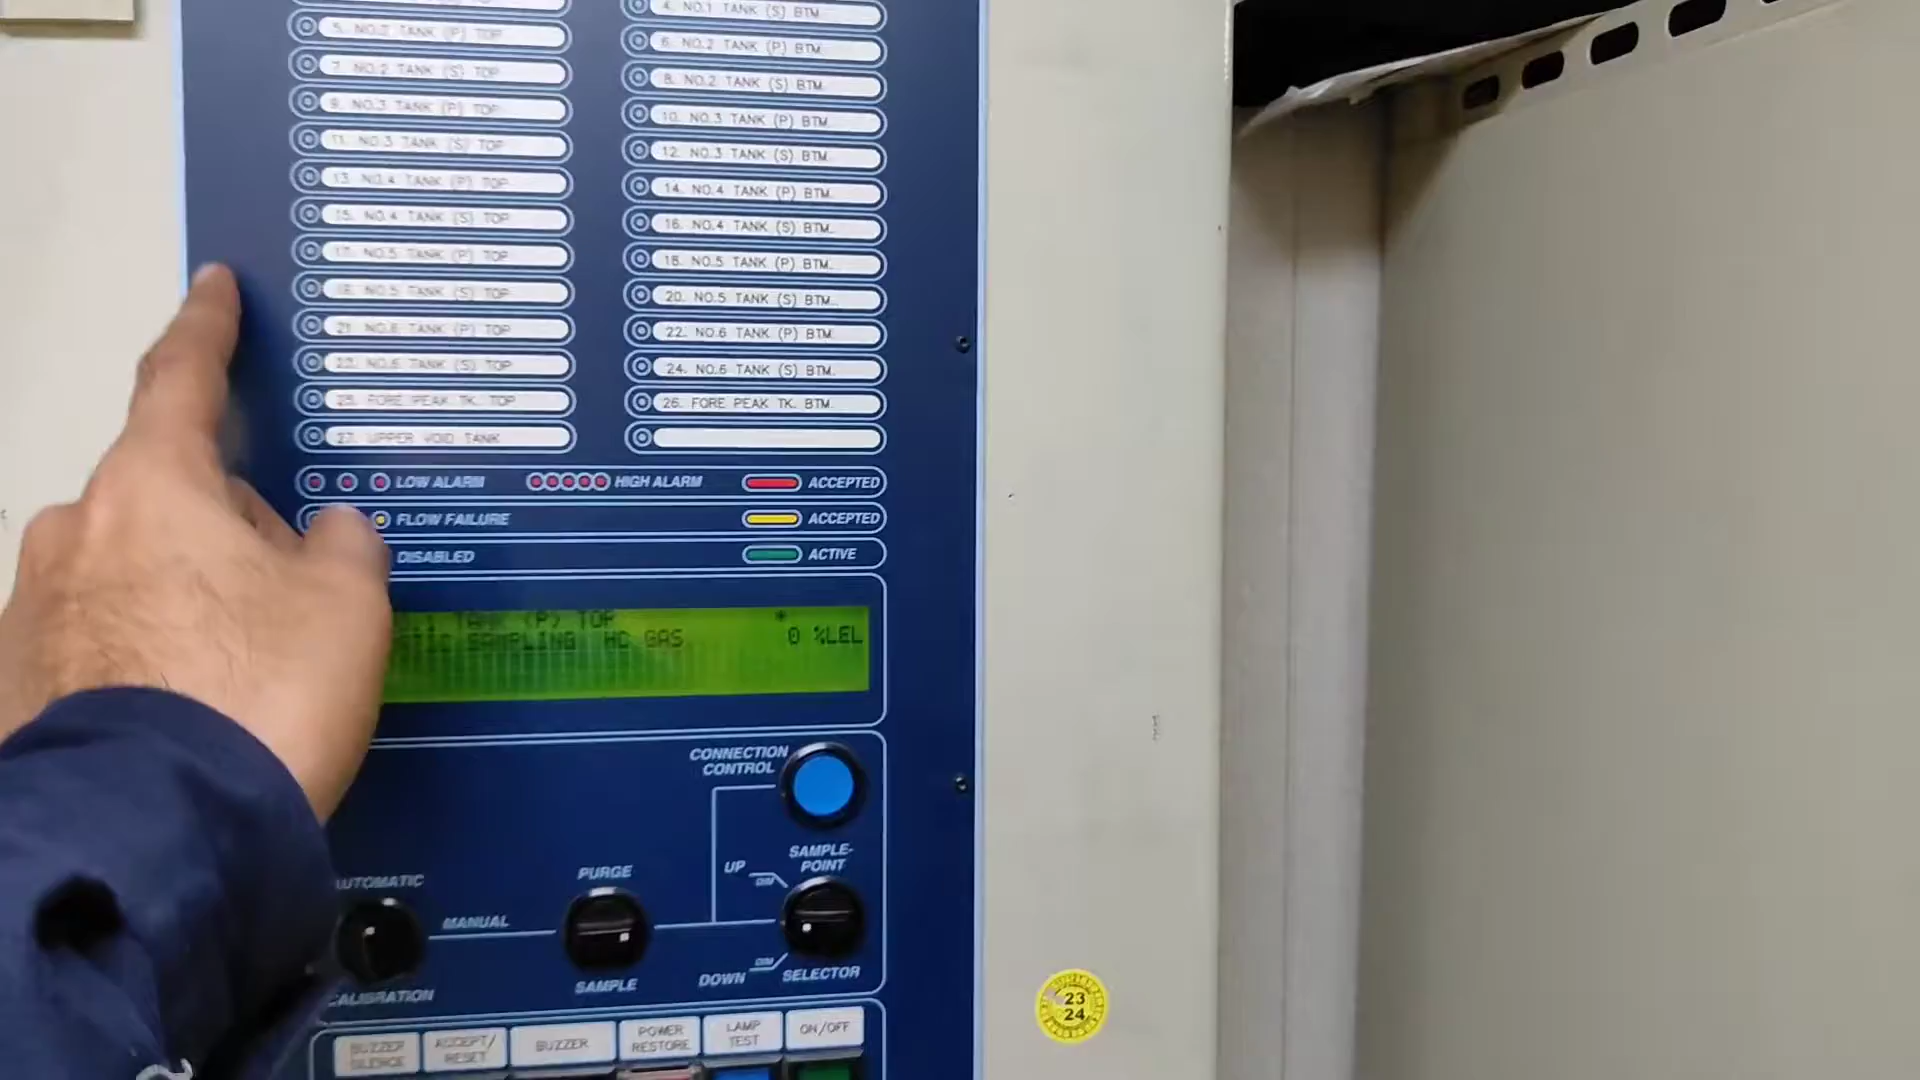 4. NO.1 TANK (S) BTM.
5. NO.2 TANK (P) TOP
6. NO.2 TANK (P) BTM.
7. NO.2 TANK (S) TOP
8. NO.2 TANK (S) BTM.
9. NO.3 TANK (P) TOP
10. NO.3 TANK (P) BTM.
11. NO.3 TANK (S) TOP
12. NO.3 TANK (S) BTM.
13. NO.4 TANK (P) TOP
14. NO.4 TANK (P) BTM.
15. NO.4 TANK (S) TOP
16. NO.4 TANK (S) BTM.
17. NO.5 TANK (P) TOP
18. NO.5 TANK (P) BTM.
19. NO.5 TANK (S) TOP
20. NO.5 TANK (S) BTM.
21. NO.6 TANK (P) TOP
22. NO.6 TANK (P) BTM.
23. NO.6 TANK (S) TOP
24. NO.6 TANK (S) BTM.
25. FORE PEAK TK. TOP
26. FORE PEAK TK. BTM.
27. UPPER VOID TANK
LOW ALARM HIGH ALARM ACCEPTED
FLOW FAILURE ACCEPTED
DISABLED ACTIVE
TANK (P) TOP *
SAMPLING HC GAS 0 %LEL
CONNECTION
CONTROL
SAMPLE-
POINT
UP
DIM
AUTOMATIC
PURGE
MANUAL
DIM
DOWN
SELECTOR
CALIBRATION
SAMPLE
BUZZER
SILENCE
ACCEPT/
RESET
BUZZER
POWER
RESTORE
LAMP
TEST
ON/OFF
23
24